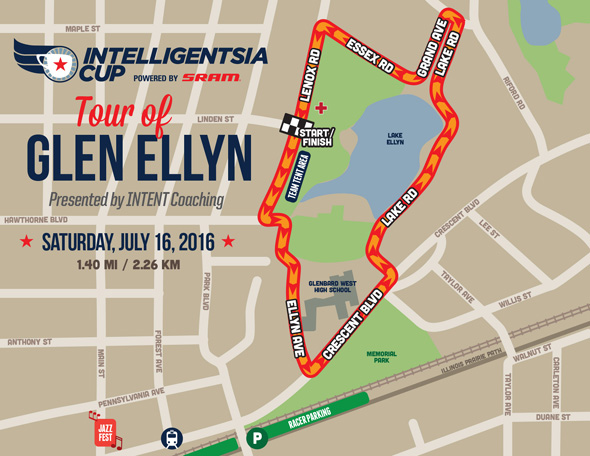 MAPLE ST
INTELLIGENTSIA
CUP
POWERED BY SRAM
Tour of
GLEN ELLYN
Presented by INTENT Coaching
SATURDAY, JULY 16, 2016
1.40 MI / 2.26 KM
LINDEN ST
HAWTHORNE BLVD
ANTHONY ST
PENNSYLVANIA AVE
MAIN ST
FOREST AVE
PARK BLVD
JAZZ
FEST
P
RACER PARKING
LENOX RD
ESSEX RD
GRAND AVE
LAKE RD
RIFORD RD
START/
FINISH
TEAM TENT AREA
LAKE
ELLYN
LAKE RD
CRESCENT BLVD
LEE ST
TAYLOR AVE
WILLIS ST
GLENBARD WEST
HIGH SCHOOL
ELLYN AVE
CRESCENT BLVD
MEMORIAL
PARK
ILLINOIS PRAIRIE PATH
WALNUT ST
TAYLOR AVE
CARLETON ST
DUANE ST